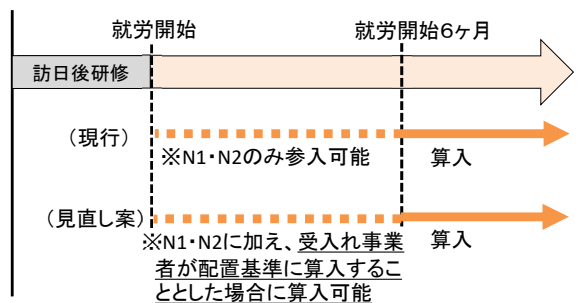 就労開始
就労開始6ヶ月
訪日後研修
（現行）
※N1・N2のみ参入可能
算入
（見直し案）
算入
※N1・N2に加え、受入れ事業
者が配置基準に算入するこ
ととした場合に算入可能